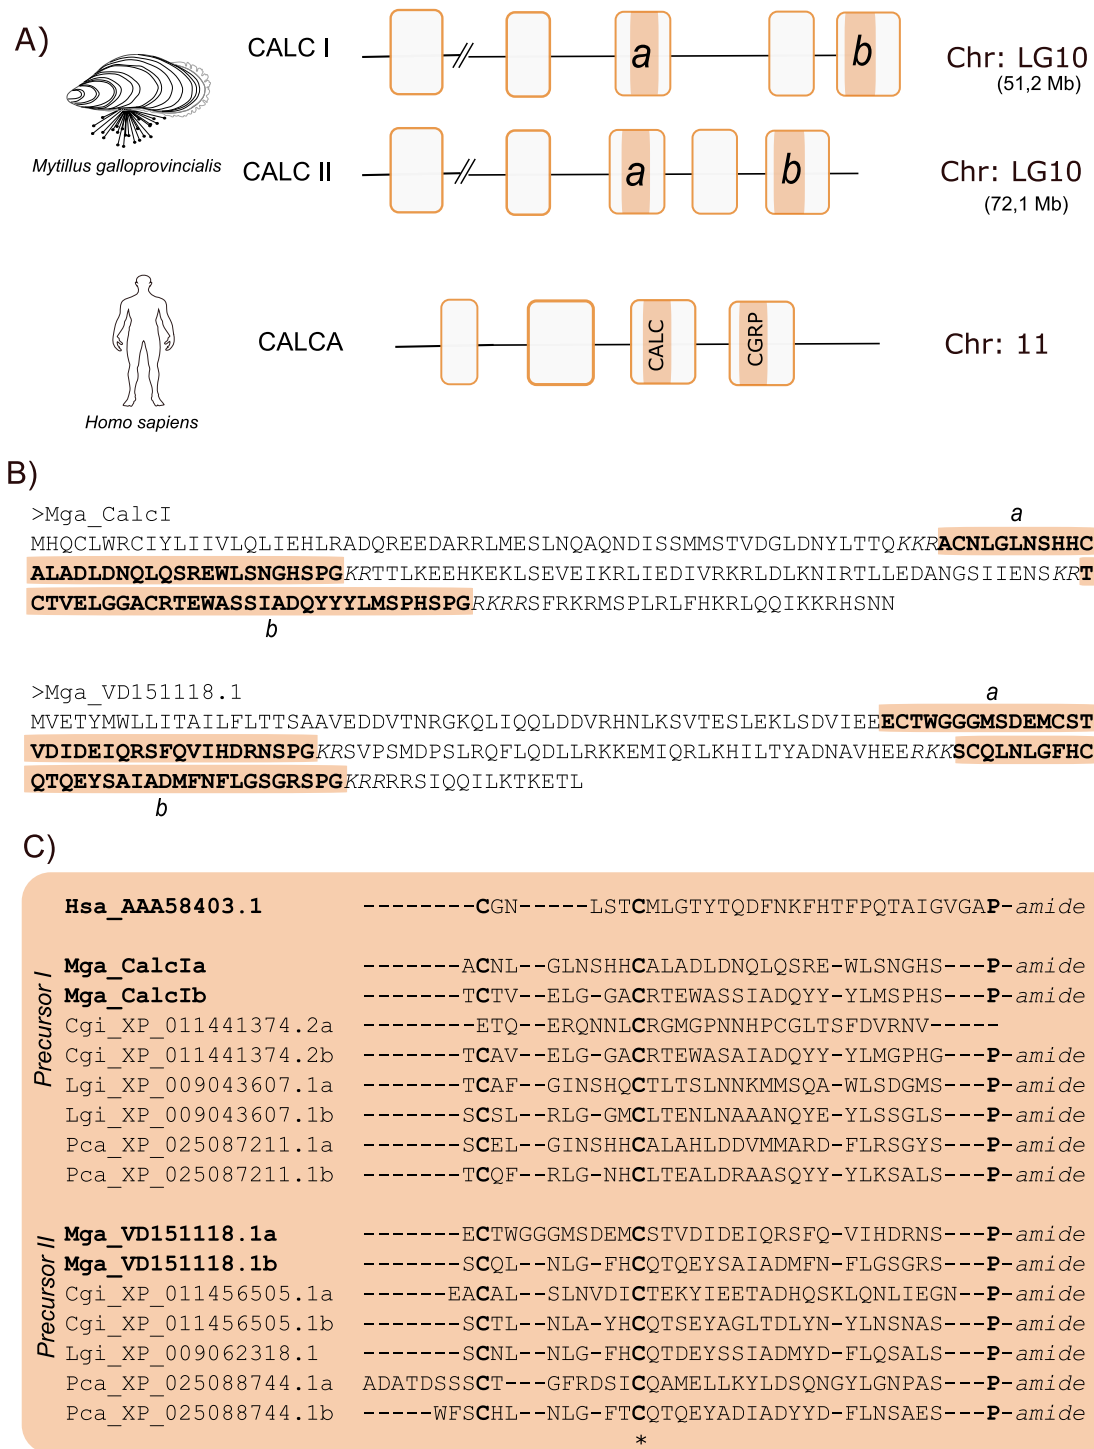 A)
CALC I
a
b
Chr: LG10
(51,2 Mb)
Mytillus galloprovincialis
CALC II
a
b
Chr: LG10
(72,1 Mb)
CALCA
CALC
CGRP
Chr: 11
Homo sapiens
B)
>Mga_CalcI
a
MHQCLWRCIYLIIVLQLIEHLRADQREEDARRLMESLNQAQNDISSMMSTVDGLDNYLTTQKKRACNLGLNSHHC
ALADLDNQLQSREWLSNGHSPGKRTTLKEEHKEKLSEVEIKRLIEDIVRKRLDKNIRTLLEDANGSIIENSKRT
CTVELGGACRTEWASSIADQYYYLMSPHSPGRKRRSFRKRMSPLRLFHKRLQQIKKRHSNN
b
>Mga_VD151118.1
a
MVETYMWLLITAILFLTTSAAVEDDVTNRGKQLIQQLDDVRHNLKSVTESLEKLSDVIEEECTWGGGMSDEMCST
VDIDEIQRSFQVIHDRNSPGKRSVPSMDPSLRQFLQDLLRKKEMIQRLKHILTYADNAVHEERKKSCQLNLGFHC
QTQEYSAIADMFNFLGSGRSPGKRRRRSIQQILKTKETL
b
C)
Hsa_AAA58403.1 --------CGN-----LSTCMLGTYTQDFNKFHTFPQTAIGVGAP-amide
Precursor I
Mga_CalcIa -------ACNL--GLNSHHCALADLDNQLQSRE-WLSNGHS---P-amide
Mga_CalcIb -------TCTV--ELG-GACRTEWASSIADQYY-YLMSPHS---P-amide
Cgi_XP_011441374.2a --------ETQ--ERQNNLCRGMGPNNHPCGLTSFDVRNV-----
Cgi_XP_011441374.2b -------TCAV--ELG-GACRTEWASAIADQYY-YLMGPHG---P-amide
Lgi_XP_009043607.1a -------TCAF--GINSHQCTLTSLNNKMMSQA-WLSDGMS---P-amide
Lgi_XP_009043607.1b -------SCSL--RLG-GMCLTENLNAAANQYE-YLSSGLS---P-amide
Pca_XP_025087211.1a -------SCEL--GINSHHCALAHLDDVMMARD-FLRSGYS---P-amide
Pca_XP_025087211.1b -------TCQF--RLG-NHCLTEALDRAASQYY-YLKSALS---P-amide
Precursor II
Mga_VD151118.1a -------ECTWGGGMSDEMCSTVDIDEIQRSFQ-VIHDRNS---P-amide
Mga_VD151118.1b -------SCQL--NLG-FHCQTQEYSAIADMFN-FLGSGRS---P-amide
Cgi_XP_011456505.1a ------EACAL--SLNVDICTEKYIEETADHQSKLQNLIEGN--P-amide
Cgi_XP_011456505.1b -------SCTL--NLA-YHCQTSEYAGLTDLYN-YLNSNAS---P-amide
Lgi_XP_009062318.1 -------SCNL--NLG-FHCQTDEYSSIADMYD-FLQSALS---P-amide
Pca_XP_025088744.1a ADATDSSSCT---GFRDSICQAMELLKYLDSQNGYLGNPAS---P-amide
Pca_XP_025088744.1b -----WFSCHL--NLG-FTCQTQEYADIADYYD-FLNSAES---P-amide
*